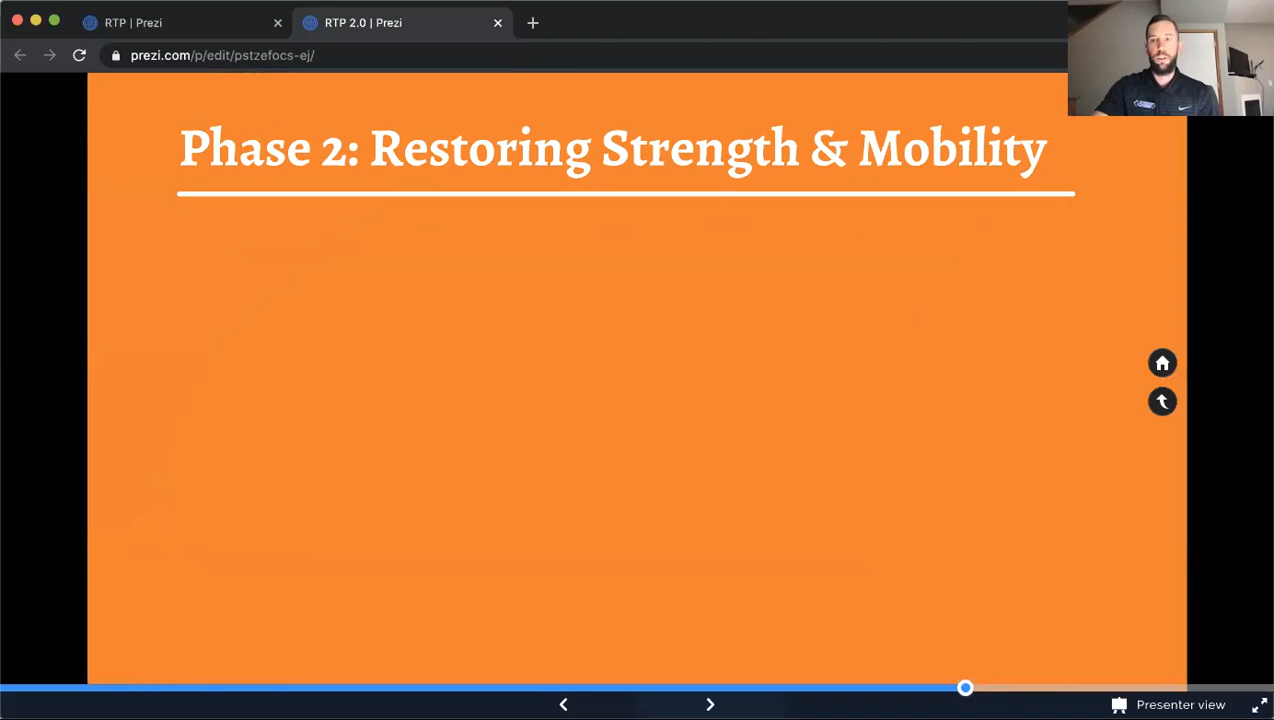 RTP | Prezi
RTP 2.0 | Prezi
prezi.com/p/edit/pstzefocs-ej/
Phase 2: Restoring Strength & Mobility
Presenter view